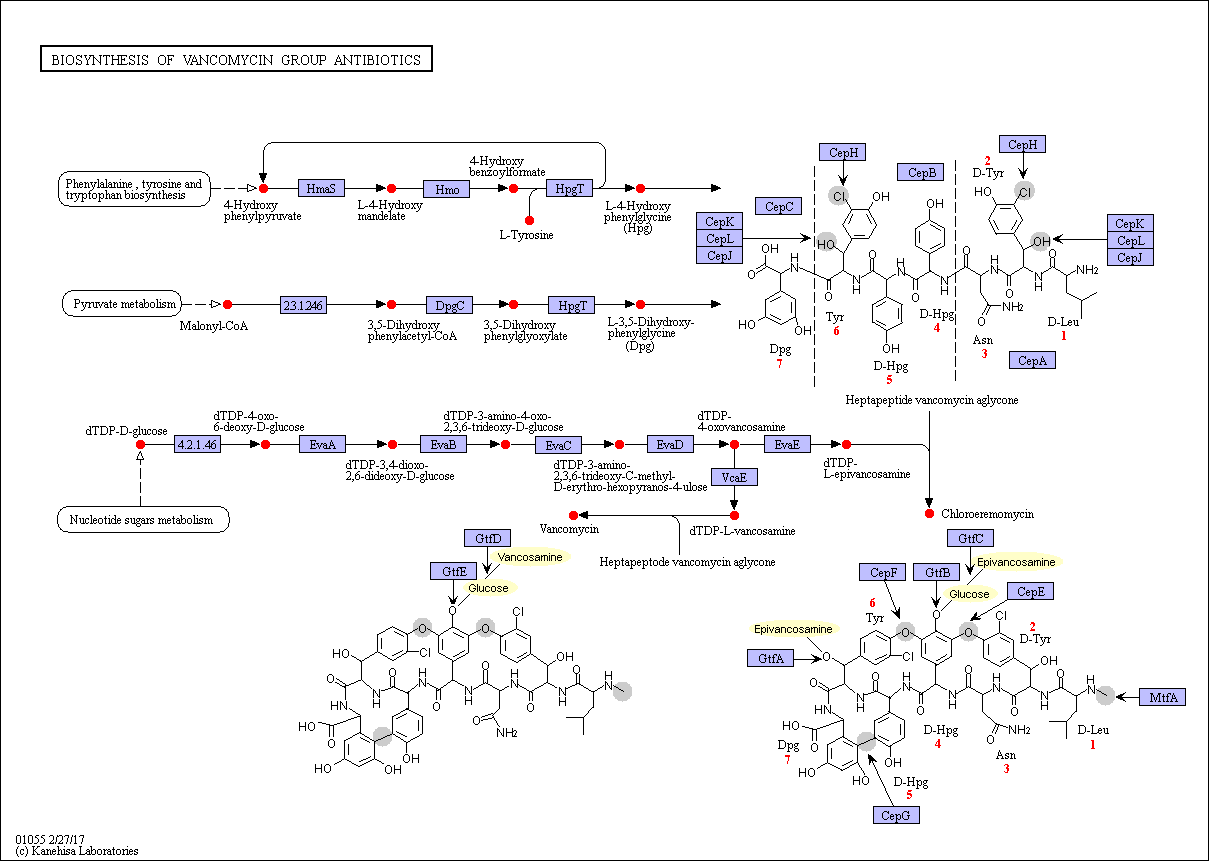 BIOSYNTHESIS OF VANCOMYCIN GROUP ANTIBIOTICS
Phenylalanine , tyrosine and
tryptophan biosynthesis
4-Hydroxy
phenylpyruvate
HmaS
L-4-Hydroxy
mandelate
Hmo
4-Hydroxy
benzoylformate
L-Tyrosine
HpgT
L-4-Hydroxy
phenylglycine
(Hpg)
Pyruvate metabolism
Malonyl-CoA
2.3.1.246
3,5-Dihydroxy
phenylacetyl-CoA
DpgC
3,5-Dihydroxy
phenylglyoxylate
HpgT
L-3,5-Dihydroxy-
phenylglycine
(Dpg)
CepH
CepB
CepC
CepK
CepL
CepJ
Cl
OH
OH
HO
OH
O
HO
OH
H
N
O
O
N
H
O
H
N
O
N
H
OH
Dpg
7
Tyr
6
D-Hpg
5
D-Hpg
4
CepH
2
D-Tyr
HO
Cl
OH
CepK
CepL
CepJ
O
H
N
O
N
H
O
NH2
O
NH2
Asn
3
D-Leu
1
CepA
Heptapeptide vancomycin aglycone
dTDP-D-glucose
4.2.1.46
dTDP-4-oxo-
6-deoxy-D-glucose
EvaA
dTDP-3,4-dioxo-
2,6-dideoxy-D-glucose
EvaB
dTDP-3-amino-4-oxo-
2,3,6-trideoxy-D-glucose
EvaC
dTDP-3-amino-
2,3,6-trideoxy-C-methyl-
D-erythro-hexopyranos-4-ulose
EvaD
dTDP-
4-oxovancosamine
EvaE
dTDP-
L-epivancosamine
VcaE
Nucleotide sugars metabolism
Vancomycin
dTDP-L-vancosamine
Heptapeptode vancomycin aglycone
Chloroeremomycin
GtfD
Vancosamine
GtfE
Glucose
O
Cl
O
O
Cl
HO
OH
O
H
N
O
H
N
O
H
N
O
N
H
N
H
O
N
H
O
N
H
HN
HO
O
O
NH2
HO
OH
OH
GtfC
Epivancosamine
CepF
GtfB
Glucose
CepE
6
Tyr
O
Cl
O
O
2
D-Tyr
Epivancosamine
GtfA
O
Cl
OH
O
H
N
O
H
N
O
H
N
O
H
N
MtfA
N
H
N
H
O
N
H
O
N
H
HN
HO
O
Dpg
7
HO
HO
OH
D-Hpg
4
O
NH2
Asn
3
D-Leu
1
D-Hpg
5
CepG
01055 2/27/17
(c) Kanehisa Laboratories